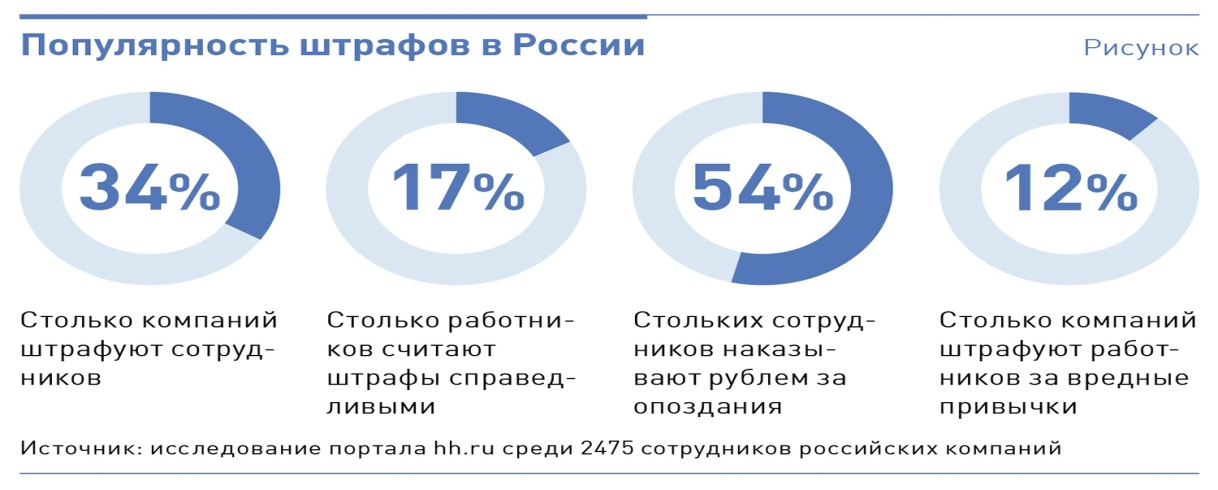 Популярность штрафов в России
Рисунок
34%
17%
54%
12%
Столько компаний
штрафуют сотруд-
ников
Столько работни-
ков считают
штрафы справед-
ливыми
Стольких сотруд-
ников наказы-
вают рублем за
опоздания
Столько компаний
штрафуют работ-
ников за вредные
привычки
Источник: исследование портала hh.ru среди 2475 сотрудников российских компаний